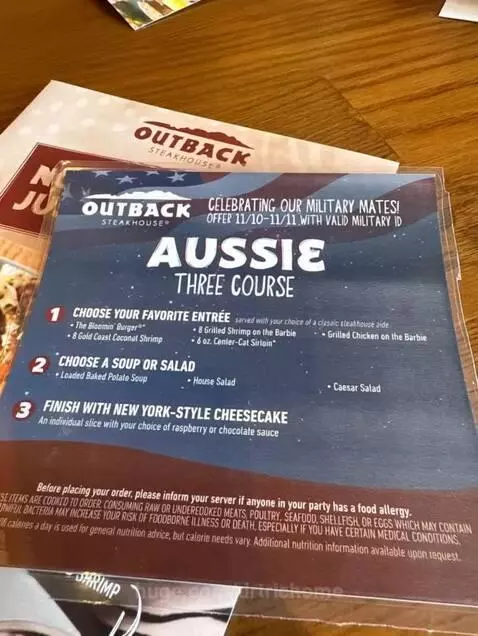 OUTBACK
STEAKHOUSE®
OUTBACK
STEAKHOUSE®
CELEBRATING OUR MILITARY MATES!
OFFER 11/10-11/11 WITH VALID MILITARY ID
AUSSIE
THREE COURSE
1 CHOOSE YOUR FAVORITE ENTRÉE served with your choice of a classic steakhouse side
• The Bloomin' Burger®* • 8 Grilled Shrimp on the Barbie • Grilled Chicken on the Barbie
• 8 Gold Coast Coconut Shrimp • 6 oz. Center-Cut Sirloin*
2 CHOOSE A SOUP OR SALAD
• Loaded Baked Potato Soup • House Salad • Caesar Salad
3 FINISH WITH NEW YORK-STYLE CHEESECAKE
An individual slice with your choice of raspberry or chocolate sauce
Before placing your order, please inform your server if anyone in your party has a food allergy.
ITEMS ARE COOKED TO ORDER. CONSUMING RAW OR UNDERCOOKED MEATS, POULTRY, SEAFOOD, SHELLFISH, OR EGGS WHICH MAY CONTAIN
BACTERIA MAY INCREASE YOUR RISK OF FOODBORNE ILLNESS OR DEATH, ESPECIALLY IF YOU HAVE CERTAIN MEDICAL CONDITIONS.
calories a day is used for general nutrition advice, but calorie needs vary. Additional nutrition information available upon request.
SHRIMP